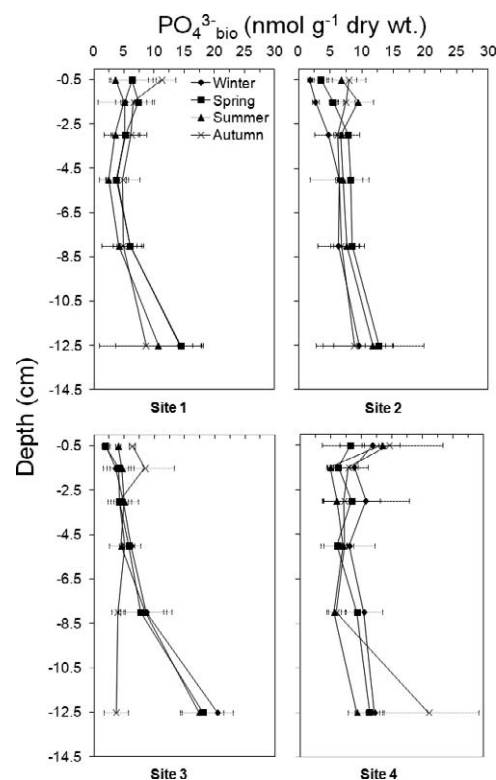 PO₄³⁻bio (nmol g⁻¹ dry wt.)
0 5 10 15 20 25 30 0 5 10 15 20 25 30
-0.5
-2.5
-4.5
-6.5
-8.5
-10.5
-12.5
-14.5
Winter
Spring
Summer
Autumn
Site 1 Site 2
Depth (cm)
-0.5
-2.5
-4.5
-6.5
-8.5
-10.5
-12.5
-14.5
Site 3 Site 4